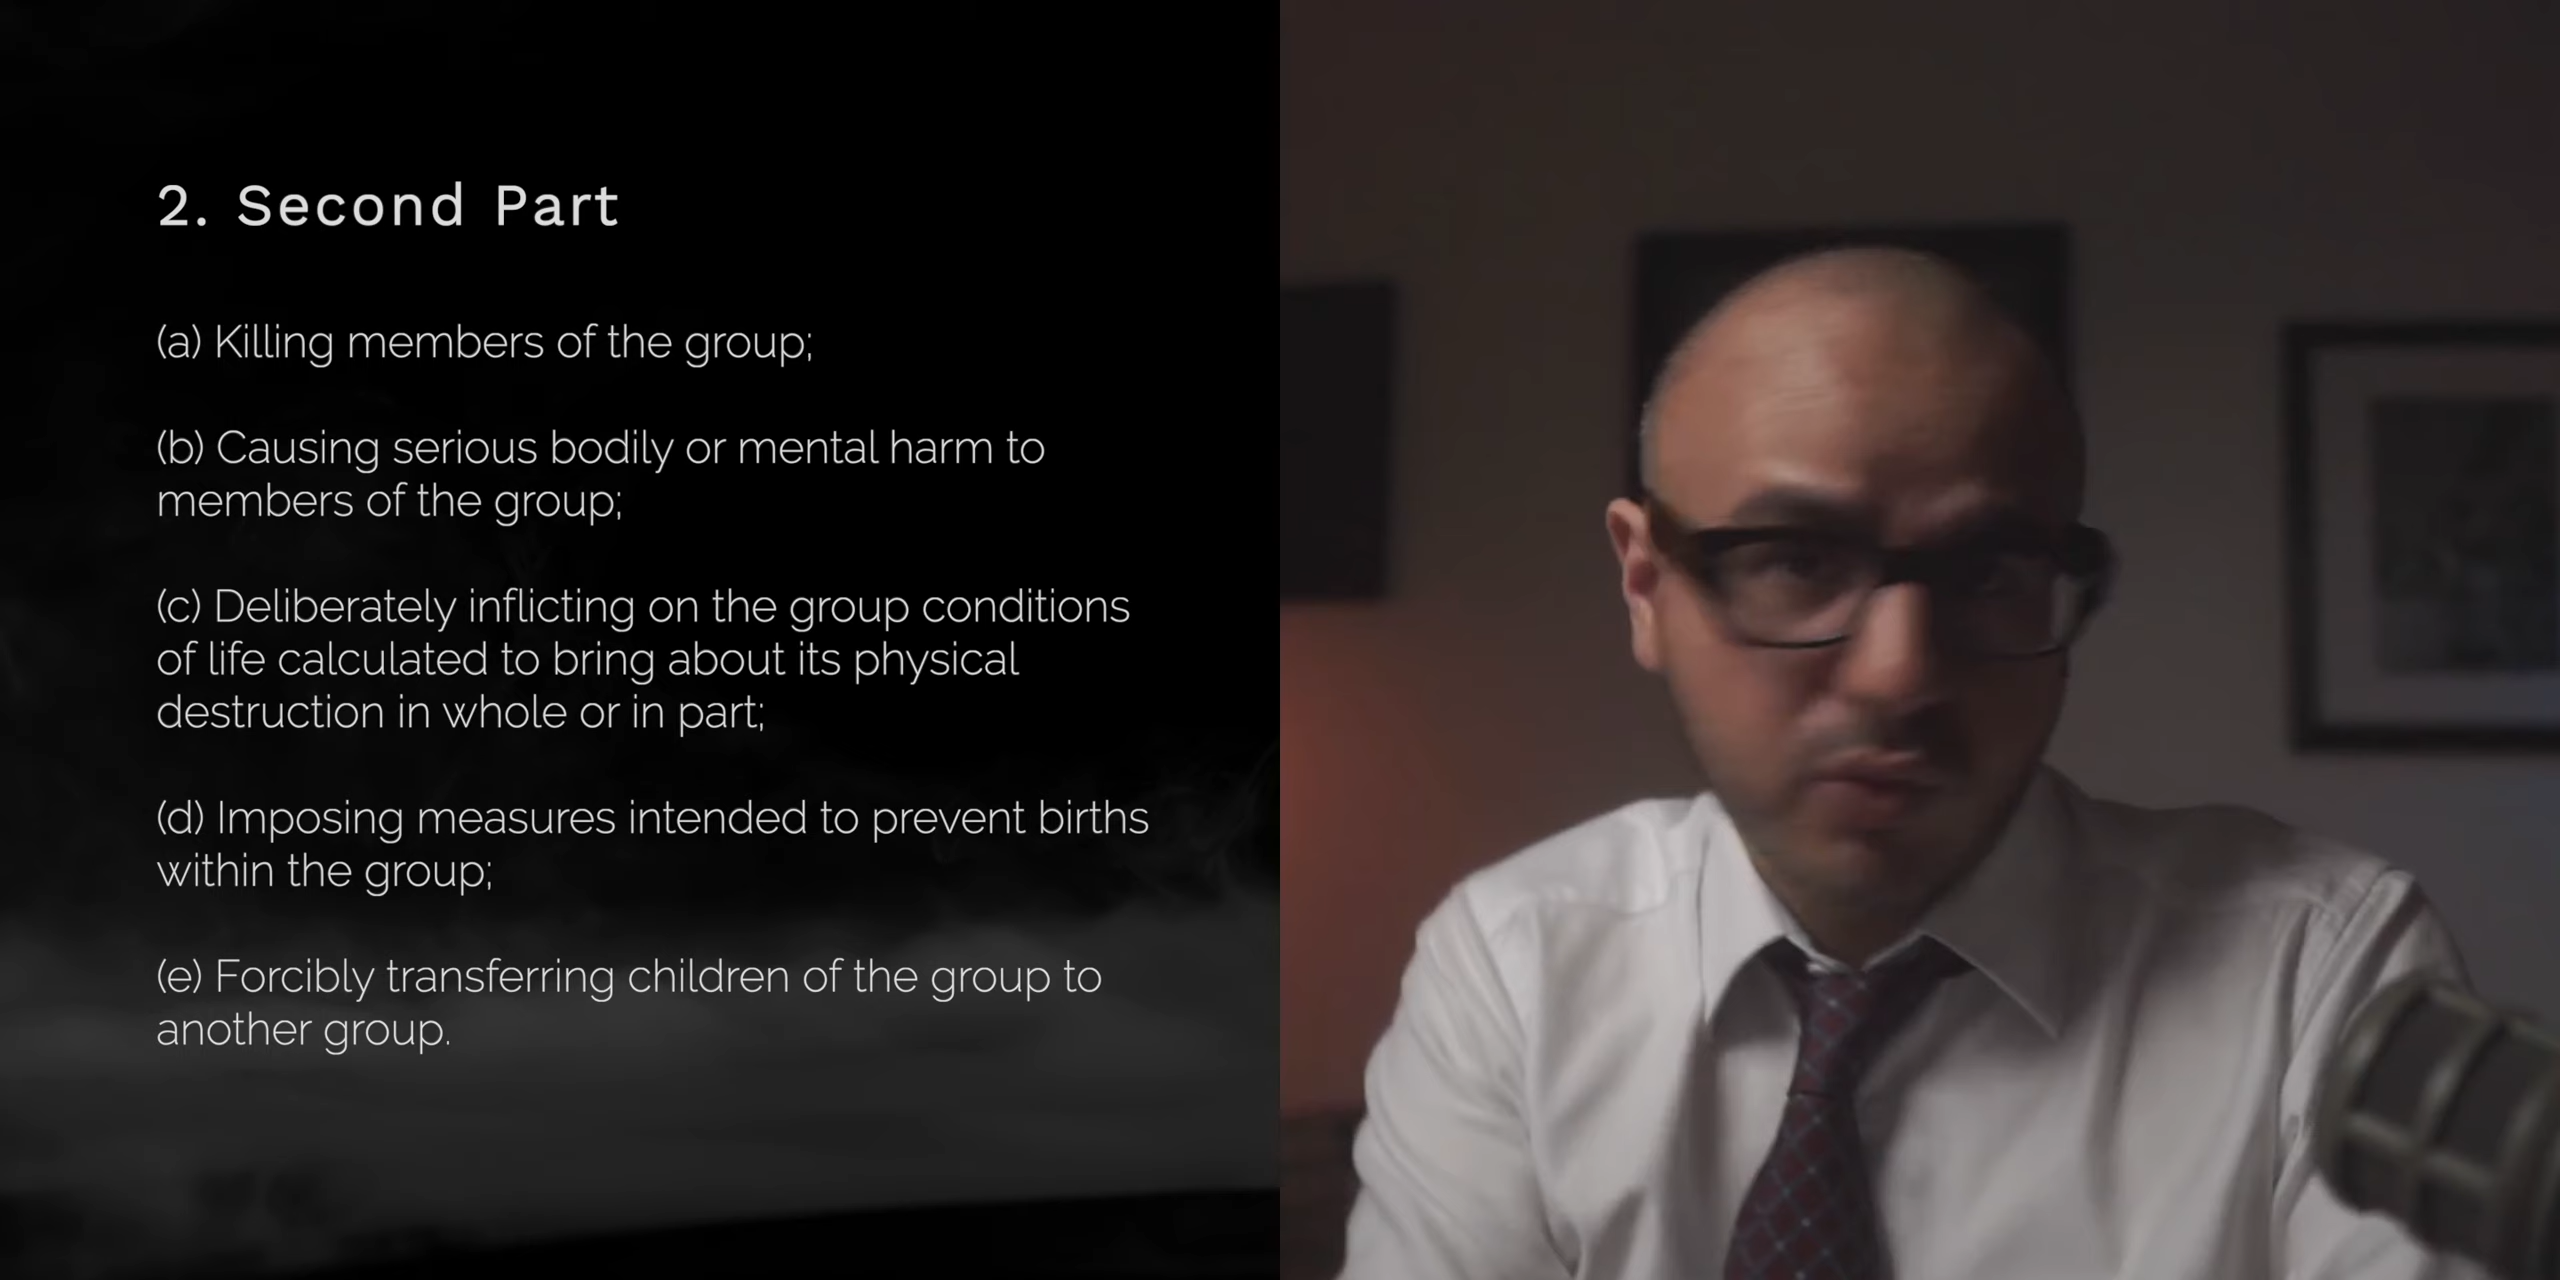 2. Second Part
(a) Killing members of the group;
(b) Causing serious bodily or mental harm to
members of the group;
(c) Deliberately inflicting on the group conditions
of life calculated to bring about its physical
destruction in whole or in part;
(d) Imposing measures intended to prevent births
within the group;
(e) Forcibly transferring children of the group to
another group.